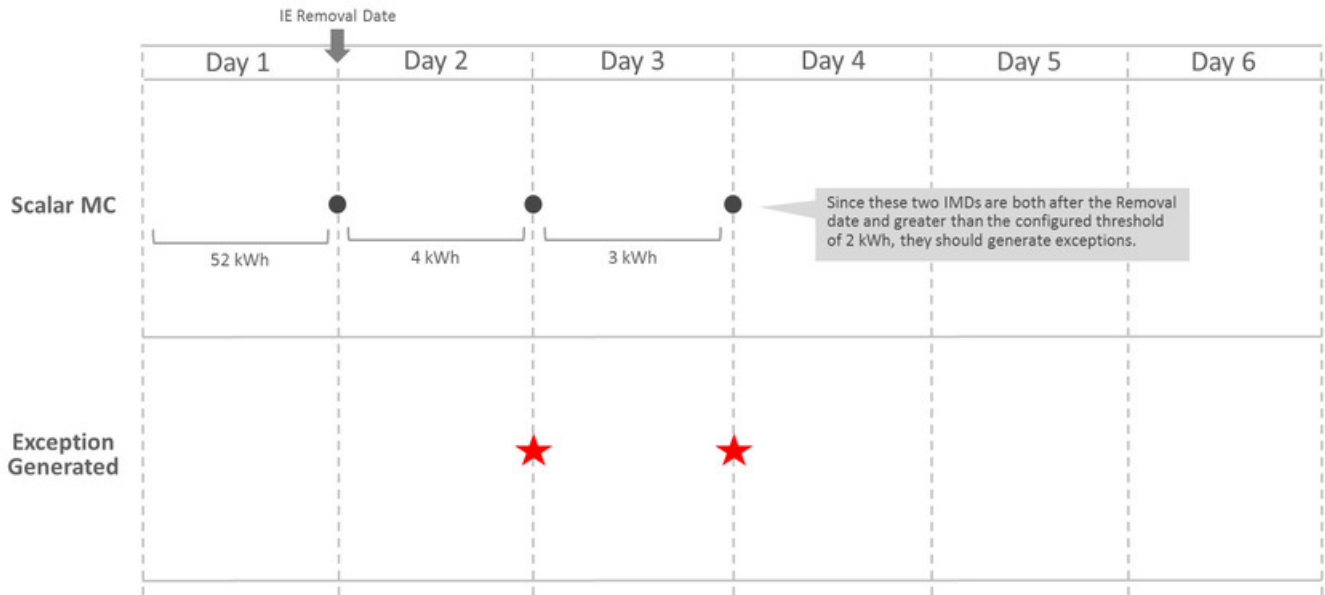 IE Removal Date
Day 1
Day 2
Day 3
Day 4
Day 5
Day 6
Scalar MC
Since these two IMDs are both after the Removal
date and greater than the configured threshold
of 2 kWh, they should generate exceptions.
52 kWh
4 kWh
3 kWh
Exception
Generated